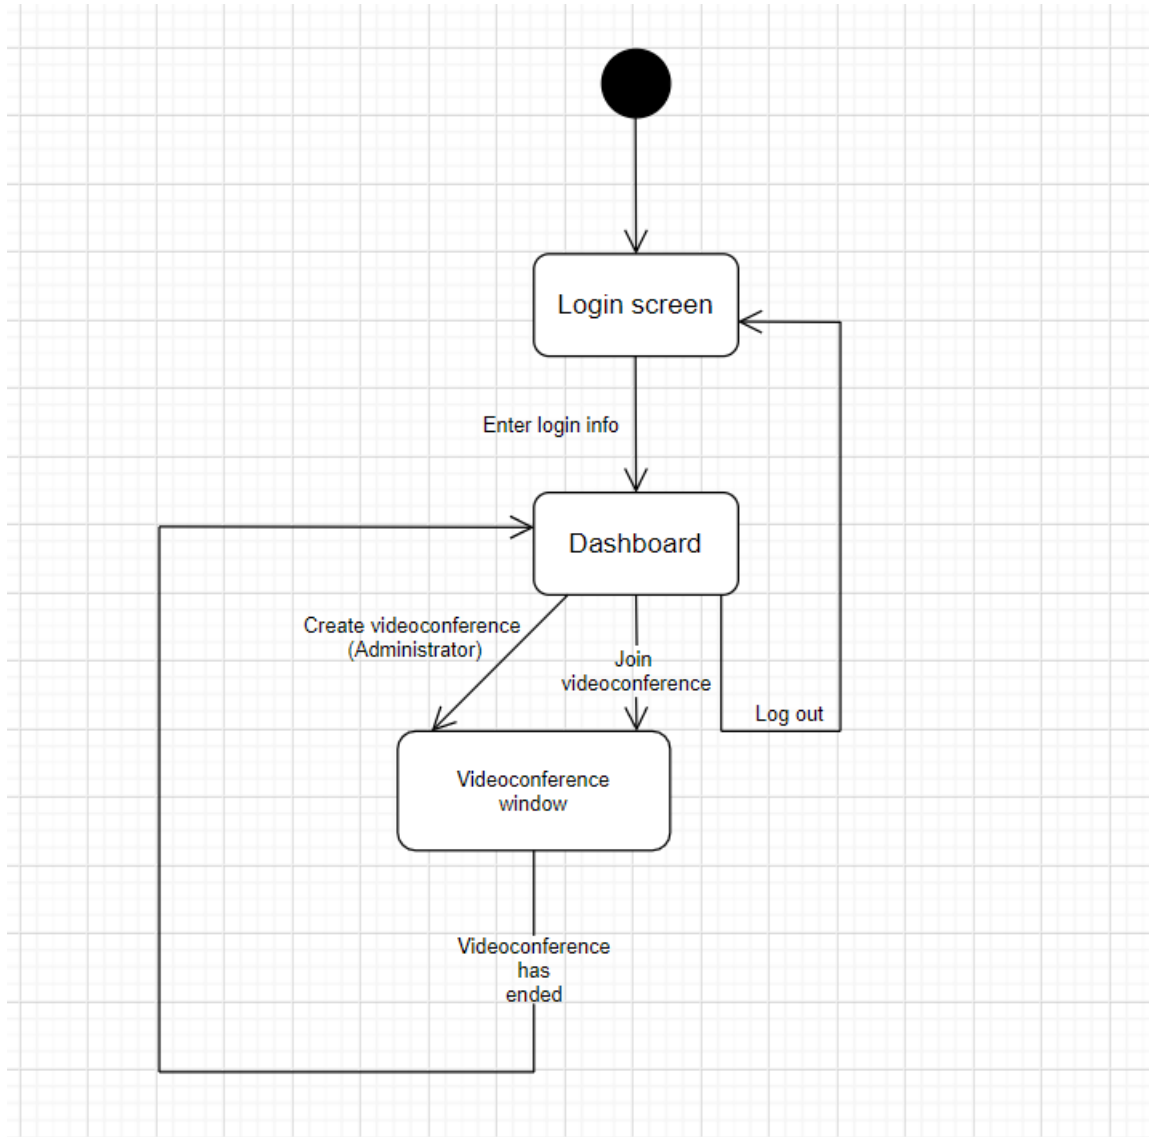 Login screen
Enter login info
Dashboard
Create videoconference
(Administrator)
Join
videoconference
Log out
Videoconference
window
Videoconference
has
ended